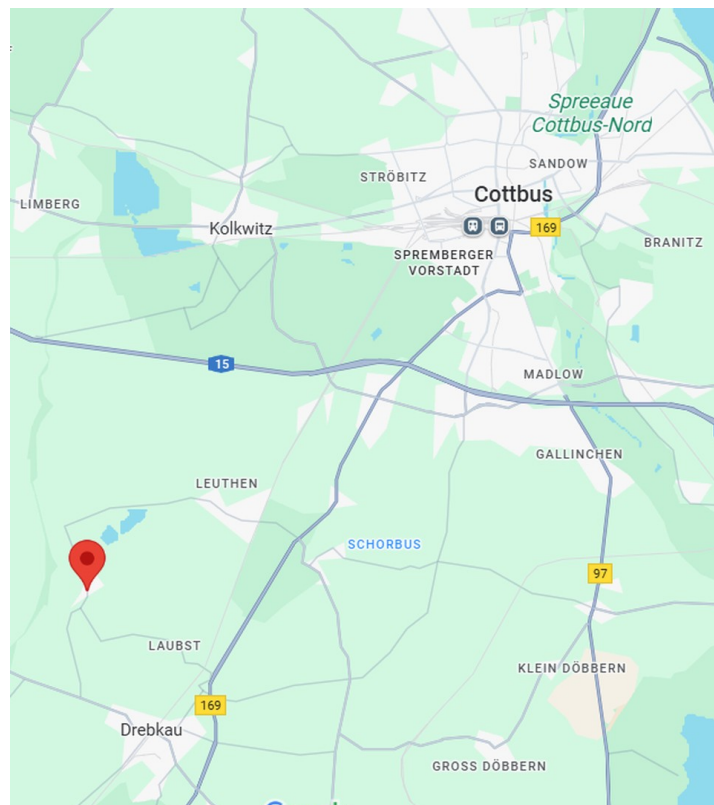 Spreeaue
Cottbus-Nord
SANDOW
STRÖBITZ
Cottbus
LIMBERG
Kolkwitz
169
BRANITZ
SPREMBERGER
VORSTADT
15
MADLOW
GALLINCHEN
LEUTHEN
SCHORBUS
97
LAUBST
KLEIN DÖBBERN
169
Drebkau
GROSS DÖBBERN